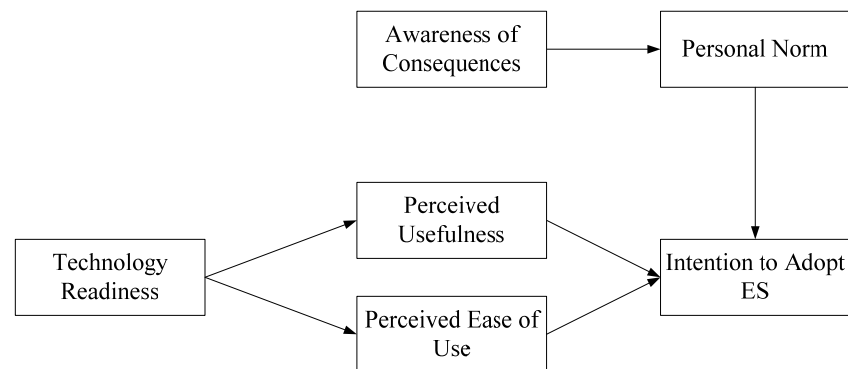 Awareness of
Consequences
Personal Norm
Perceived
Usefulness
Technology
Readiness
Intention to Adopt
ES
Perceived Ease of
Use